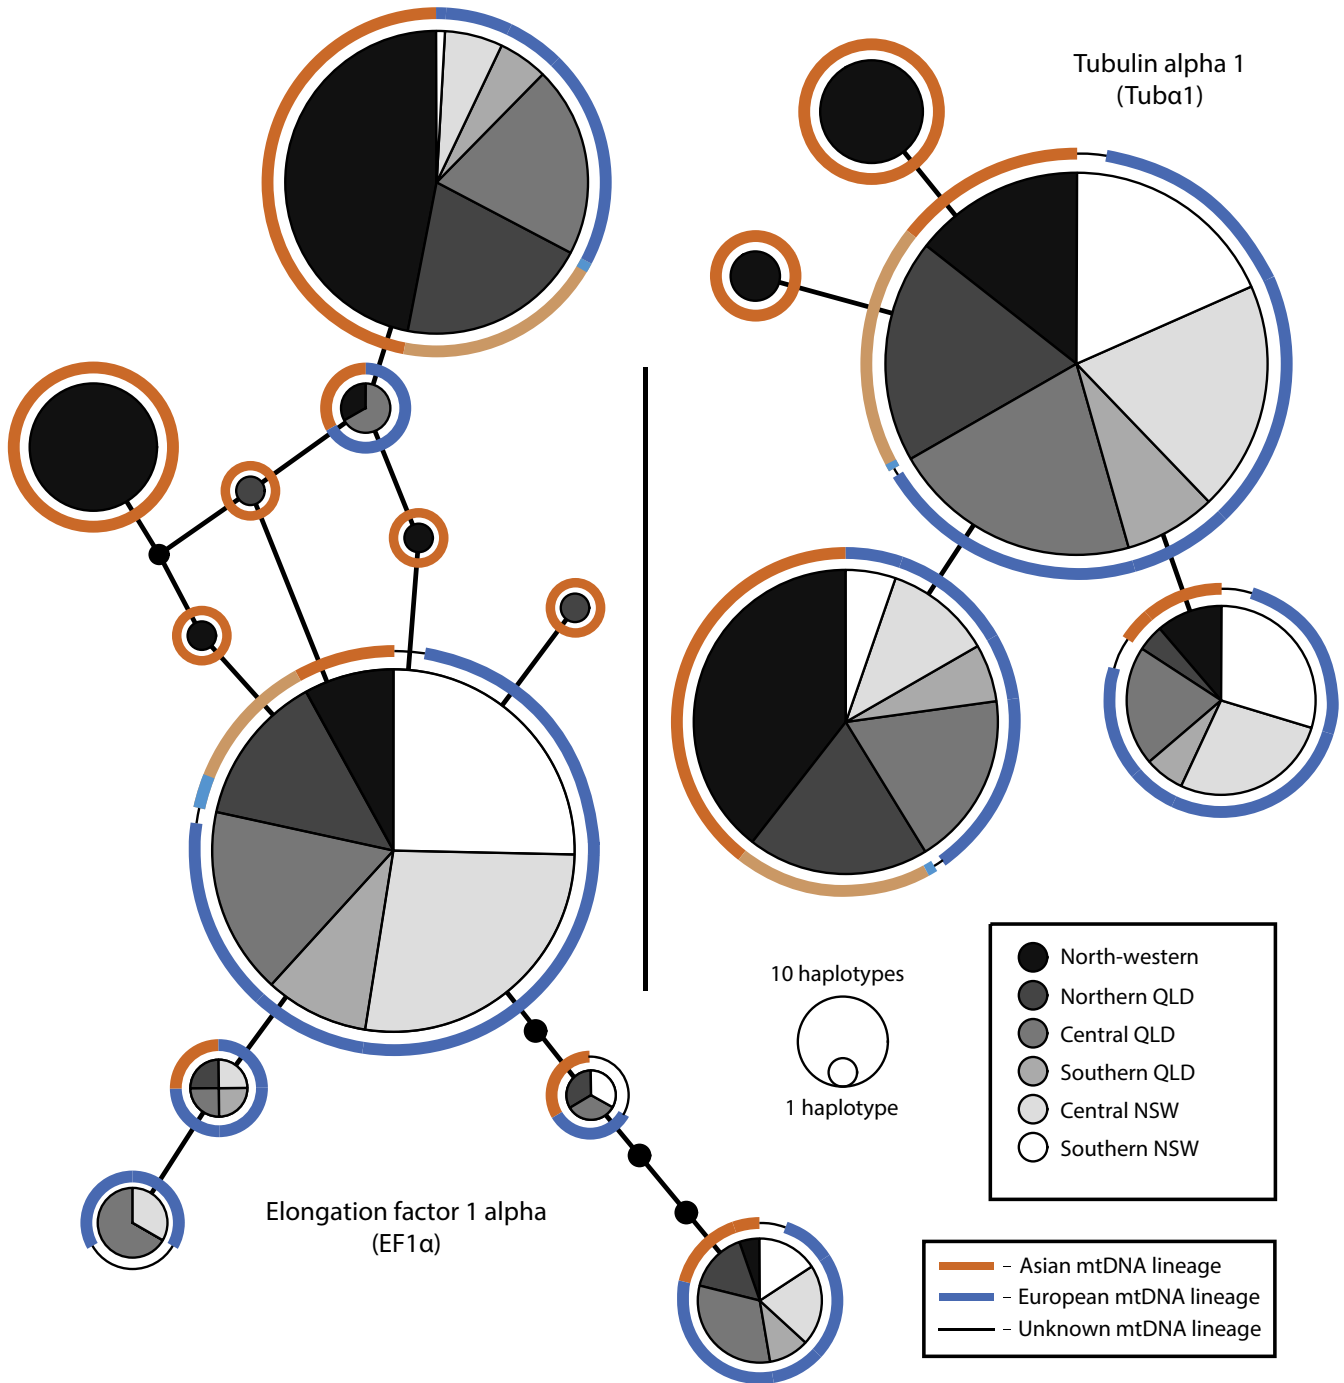 Tubulin alpha 1
(Tubα1)
10 haplotypes
1 haplotype
North-western
Northern QLD
Central QLD
Southern QLD
Central NSW
Southern NSW
Elongation factor 1 alpha
(EF1α)
– Asian mtDNA lineage
– European mtDNA lineage
– Unknown mtDNA lineage